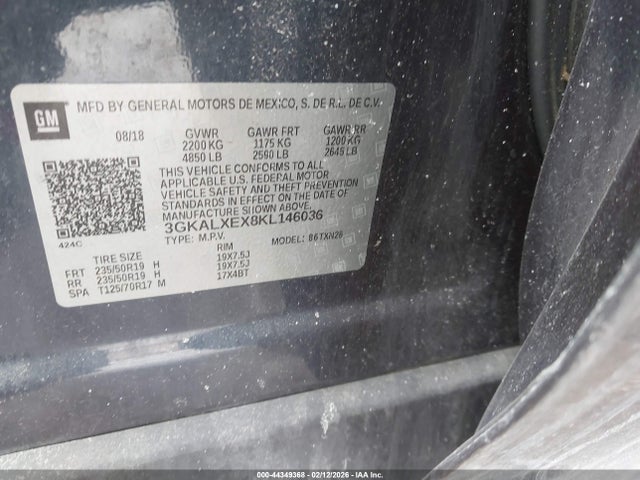 GM
MFD BY GENERAL MOTORS DE MEXICO, S. DE R.L. DE C.V.
08/18 GVWR GAWR FRT GAWR RR
2200 KG 1175 KG 1200 KG
4850 LB 2590 LB 2645 LB
THIS VEHICLE CONFORMS TO ALL
APPLICABLE U.S. FEDERAL MOTOR
VEHICLE SAFETY AND THEFT PREVENTION
STANDARDS IN EFFECT ON THE DATE OF
MANUFACTURE SHOWN ABOVE.
3GKALXEX8KL146036
424C
TYPE: M.P.V. MODEL: 86TXN26
TIRE SIZE RIM
FRT 235/50R19 H 19X7.5J
RR 235/50R19 H 19X7.5J
SPA T125/70R17 M 17X4BT
000-44349368 - 02/12/2026 - IAA Inc.